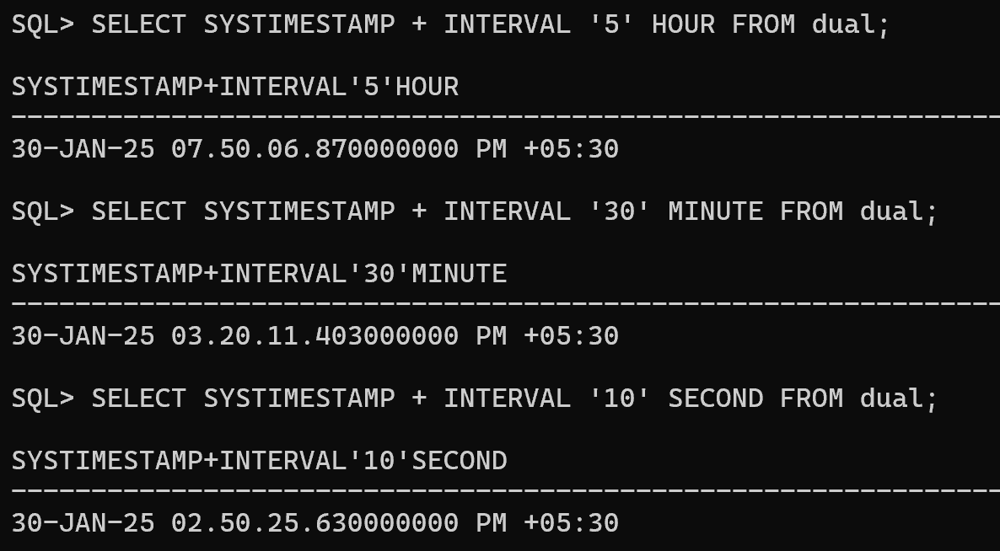 SQL> SELECT SYSTIMESTAMP + INTERVAL '5' HOUR FROM dual;
SYSTIMESTAMP+INTERVAL'5'HOUR
---------------------------------------------------------------
30-JAN-25 07.50.06.870000000 PM +05:30
SQL> SELECT SYSTIMESTAMP + INTERVAL '30' MINUTE FROM dual;
SYSTIMESTAMP+INTERVAL'30'MINUTE
---------------------------------------------------------------
30-JAN-25 03.20.11.403000000 PM +05:30
SQL> SELECT SYSTIMESTAMP + INTERVAL '10' SECOND FROM dual;
SYSTIMESTAMP+INTERVAL'10'SECOND
---------------------------------------------------------------
30-JAN-25 02.50.25.630000000 PM +05:30